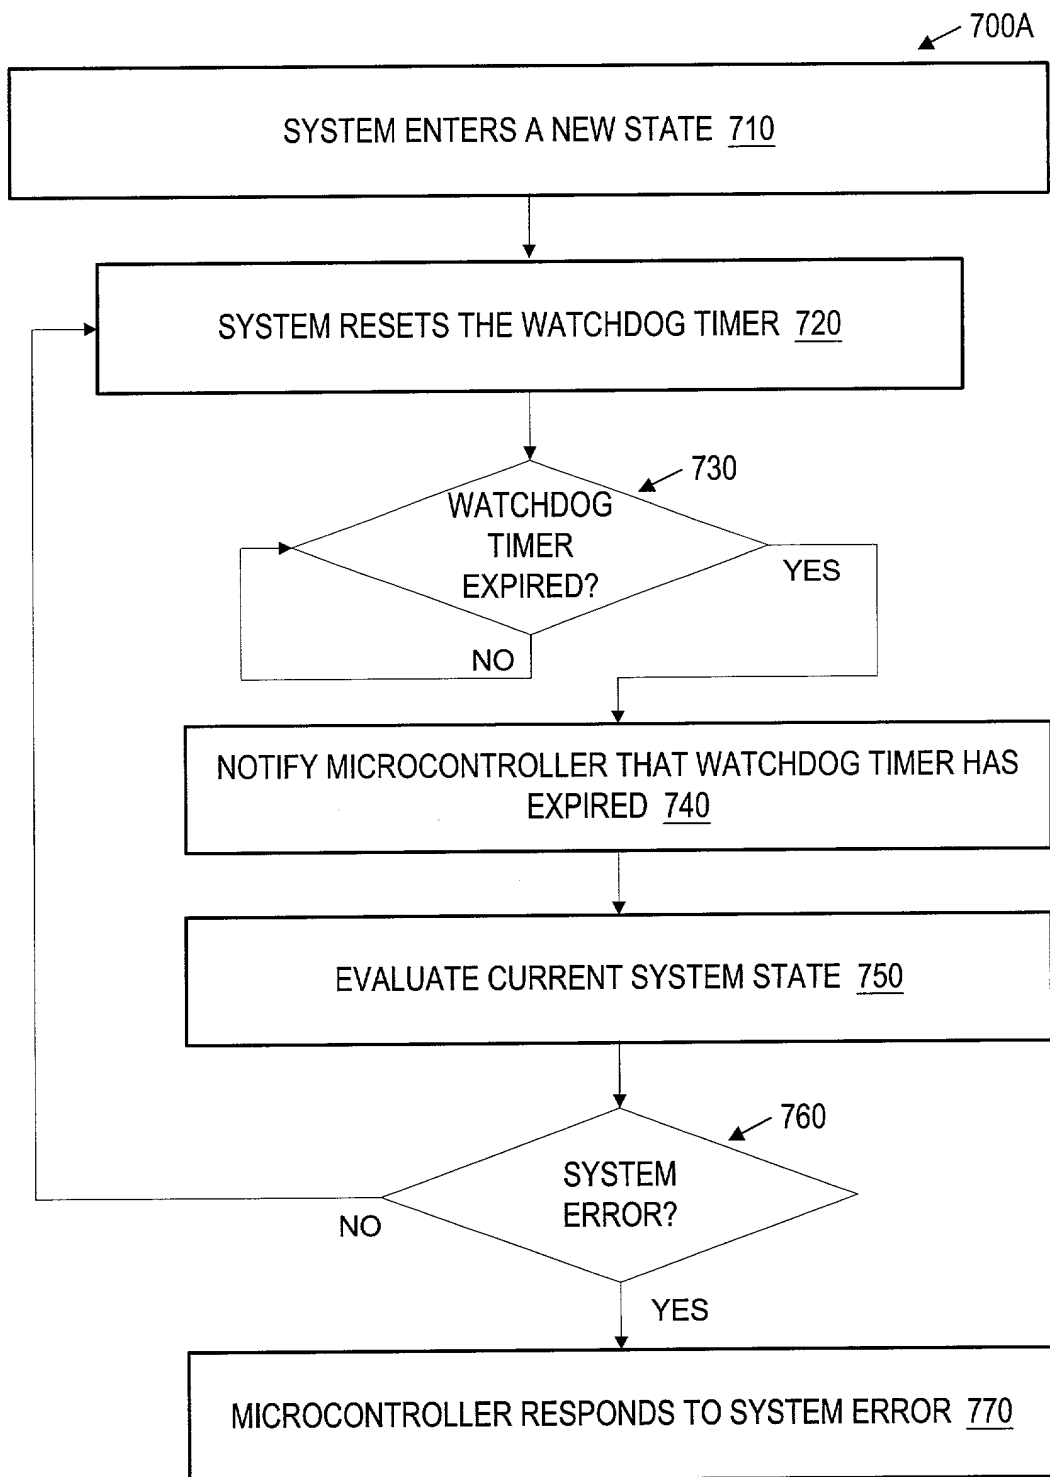 700A
SYSTEM ENTERS A NEW STATE 710
SYSTEM RESETS THE WATCHDOG TIMER 720
730
WATCHDOG
TIMER
EXPIRED?
YES
NO
NOTIFY MICROCONTROLLER THAT WATCHDOG TIMER HAS
EXPIRED 740
EVALUATE CURRENT SYSTEM STATE 750
760
SYSTEM
ERROR?
NO
YES
MICROCONTROLLER RESPONDS TO SYSTEM ERROR 770